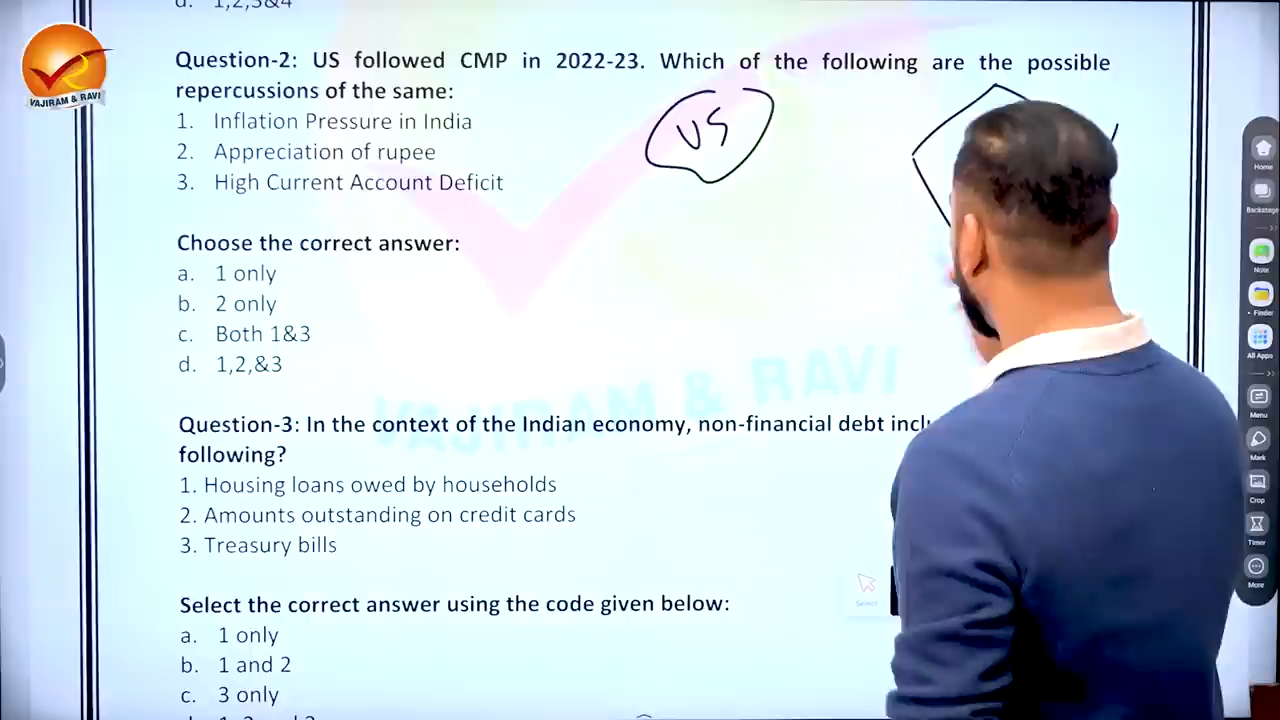 d. 1,2,3&4
VAJIRAM & RAVI
Question-2: US followed CMP in 2022-23. Which of the following are the possible
repercussions of the same:
1. Inflation Pressure in India
2. Appreciation of rupee
3. High Current Account Deficit
US
Choose the correct answer:
a. 1 only
b. 2 only
c. Both 1&3
d. 1,2,&3
VAJIRAM & RAVI
Question-3: In the context of the Indian economy, non-financial debt
following?
1. Housing loans owed by households
2. Amounts outstanding on credit cards
3. Treasury bills
Select the correct answer using the code given below:
a. 1 only
b. 1 and 2
c. 3 only
Select
Home
Backstage
Note
Finder
All Apps
Menu
Mark
Crop
Timer
More